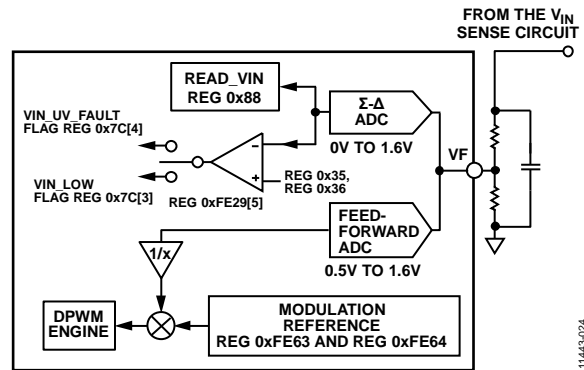 FROM THE VIN
SENSE CIRCUIT
READ_VIN
REG 0x88
Σ-Δ
ADC
0V TO 1.6V
VF
VIN_UV_FAULT
FLAG REG 0x7C[4]
VIN_LOW
FLAG REG 0x7C[3]
–
+
REG 0x35,
REG 0x36
REG 0xFE29[5]
FEED-
FORWARD
ADC
0.5V TO 1.6V
1/x
DPWM
ENGINE
MODULATION
REFERENCE
REG 0xFE63 AND REG 0xFE64
11443-024